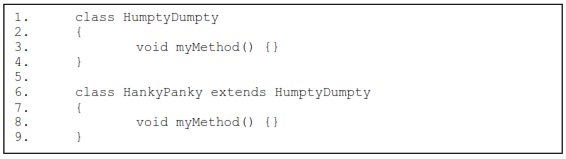 1. class HumptyDumpty
2. {
3. void myMethod() {}
4. }
5.
6. class HankyPanky extends HumptyDumpty
7. {
8. void myMethod() {}
9. }